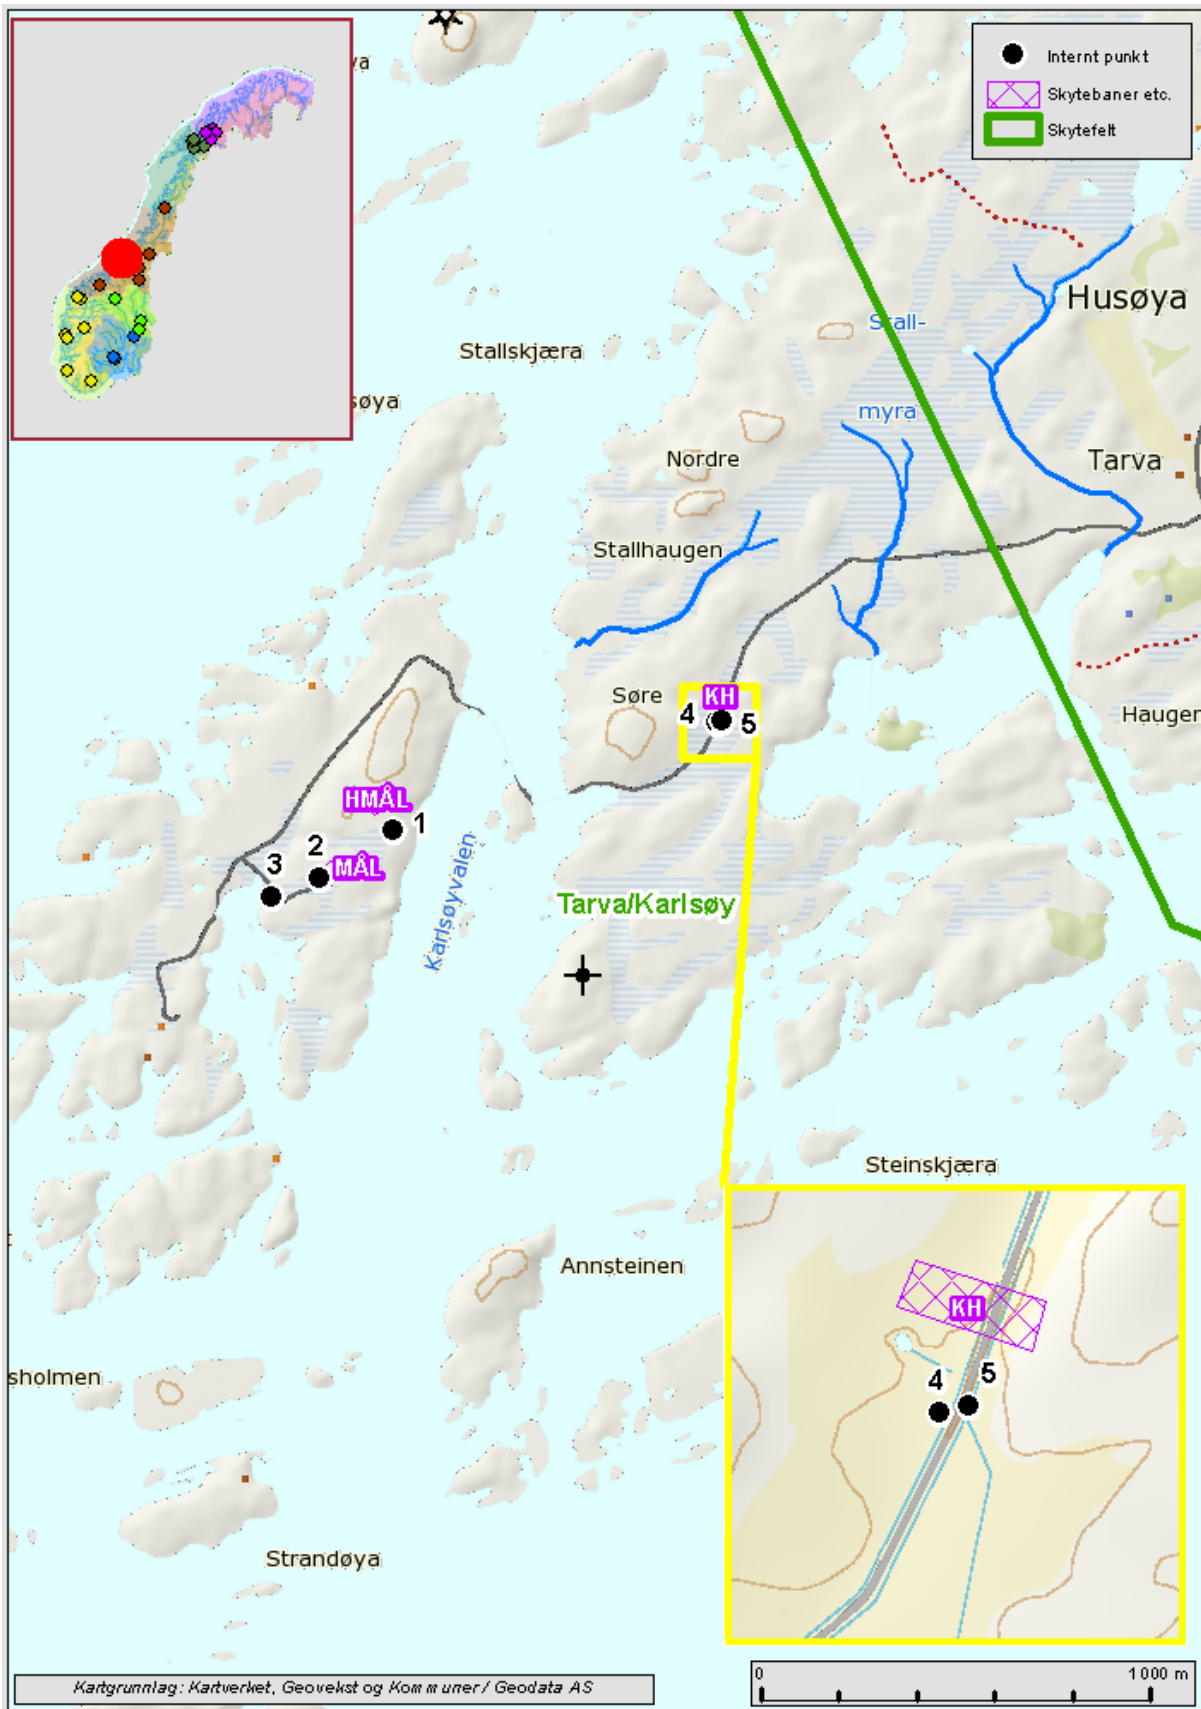 Internt punkt
Skytebaner etc.
Skytefelt
Husøya
Stall-
Stallskjæra
søya
myra
Nordre
Tarva
Stallhaugen
Søre
KH
4
5
Haugen
HMÅL
1
2
MÅL
3
Karlsøyvalen
Tarva/Karlsøy
Steinskjæra
Annsteinen
KH
sholmen
5
4
Strandøya
Kartgrunnlag: Kartverket, Geovekst og Kommuner / Geodata AS
0 1000 m